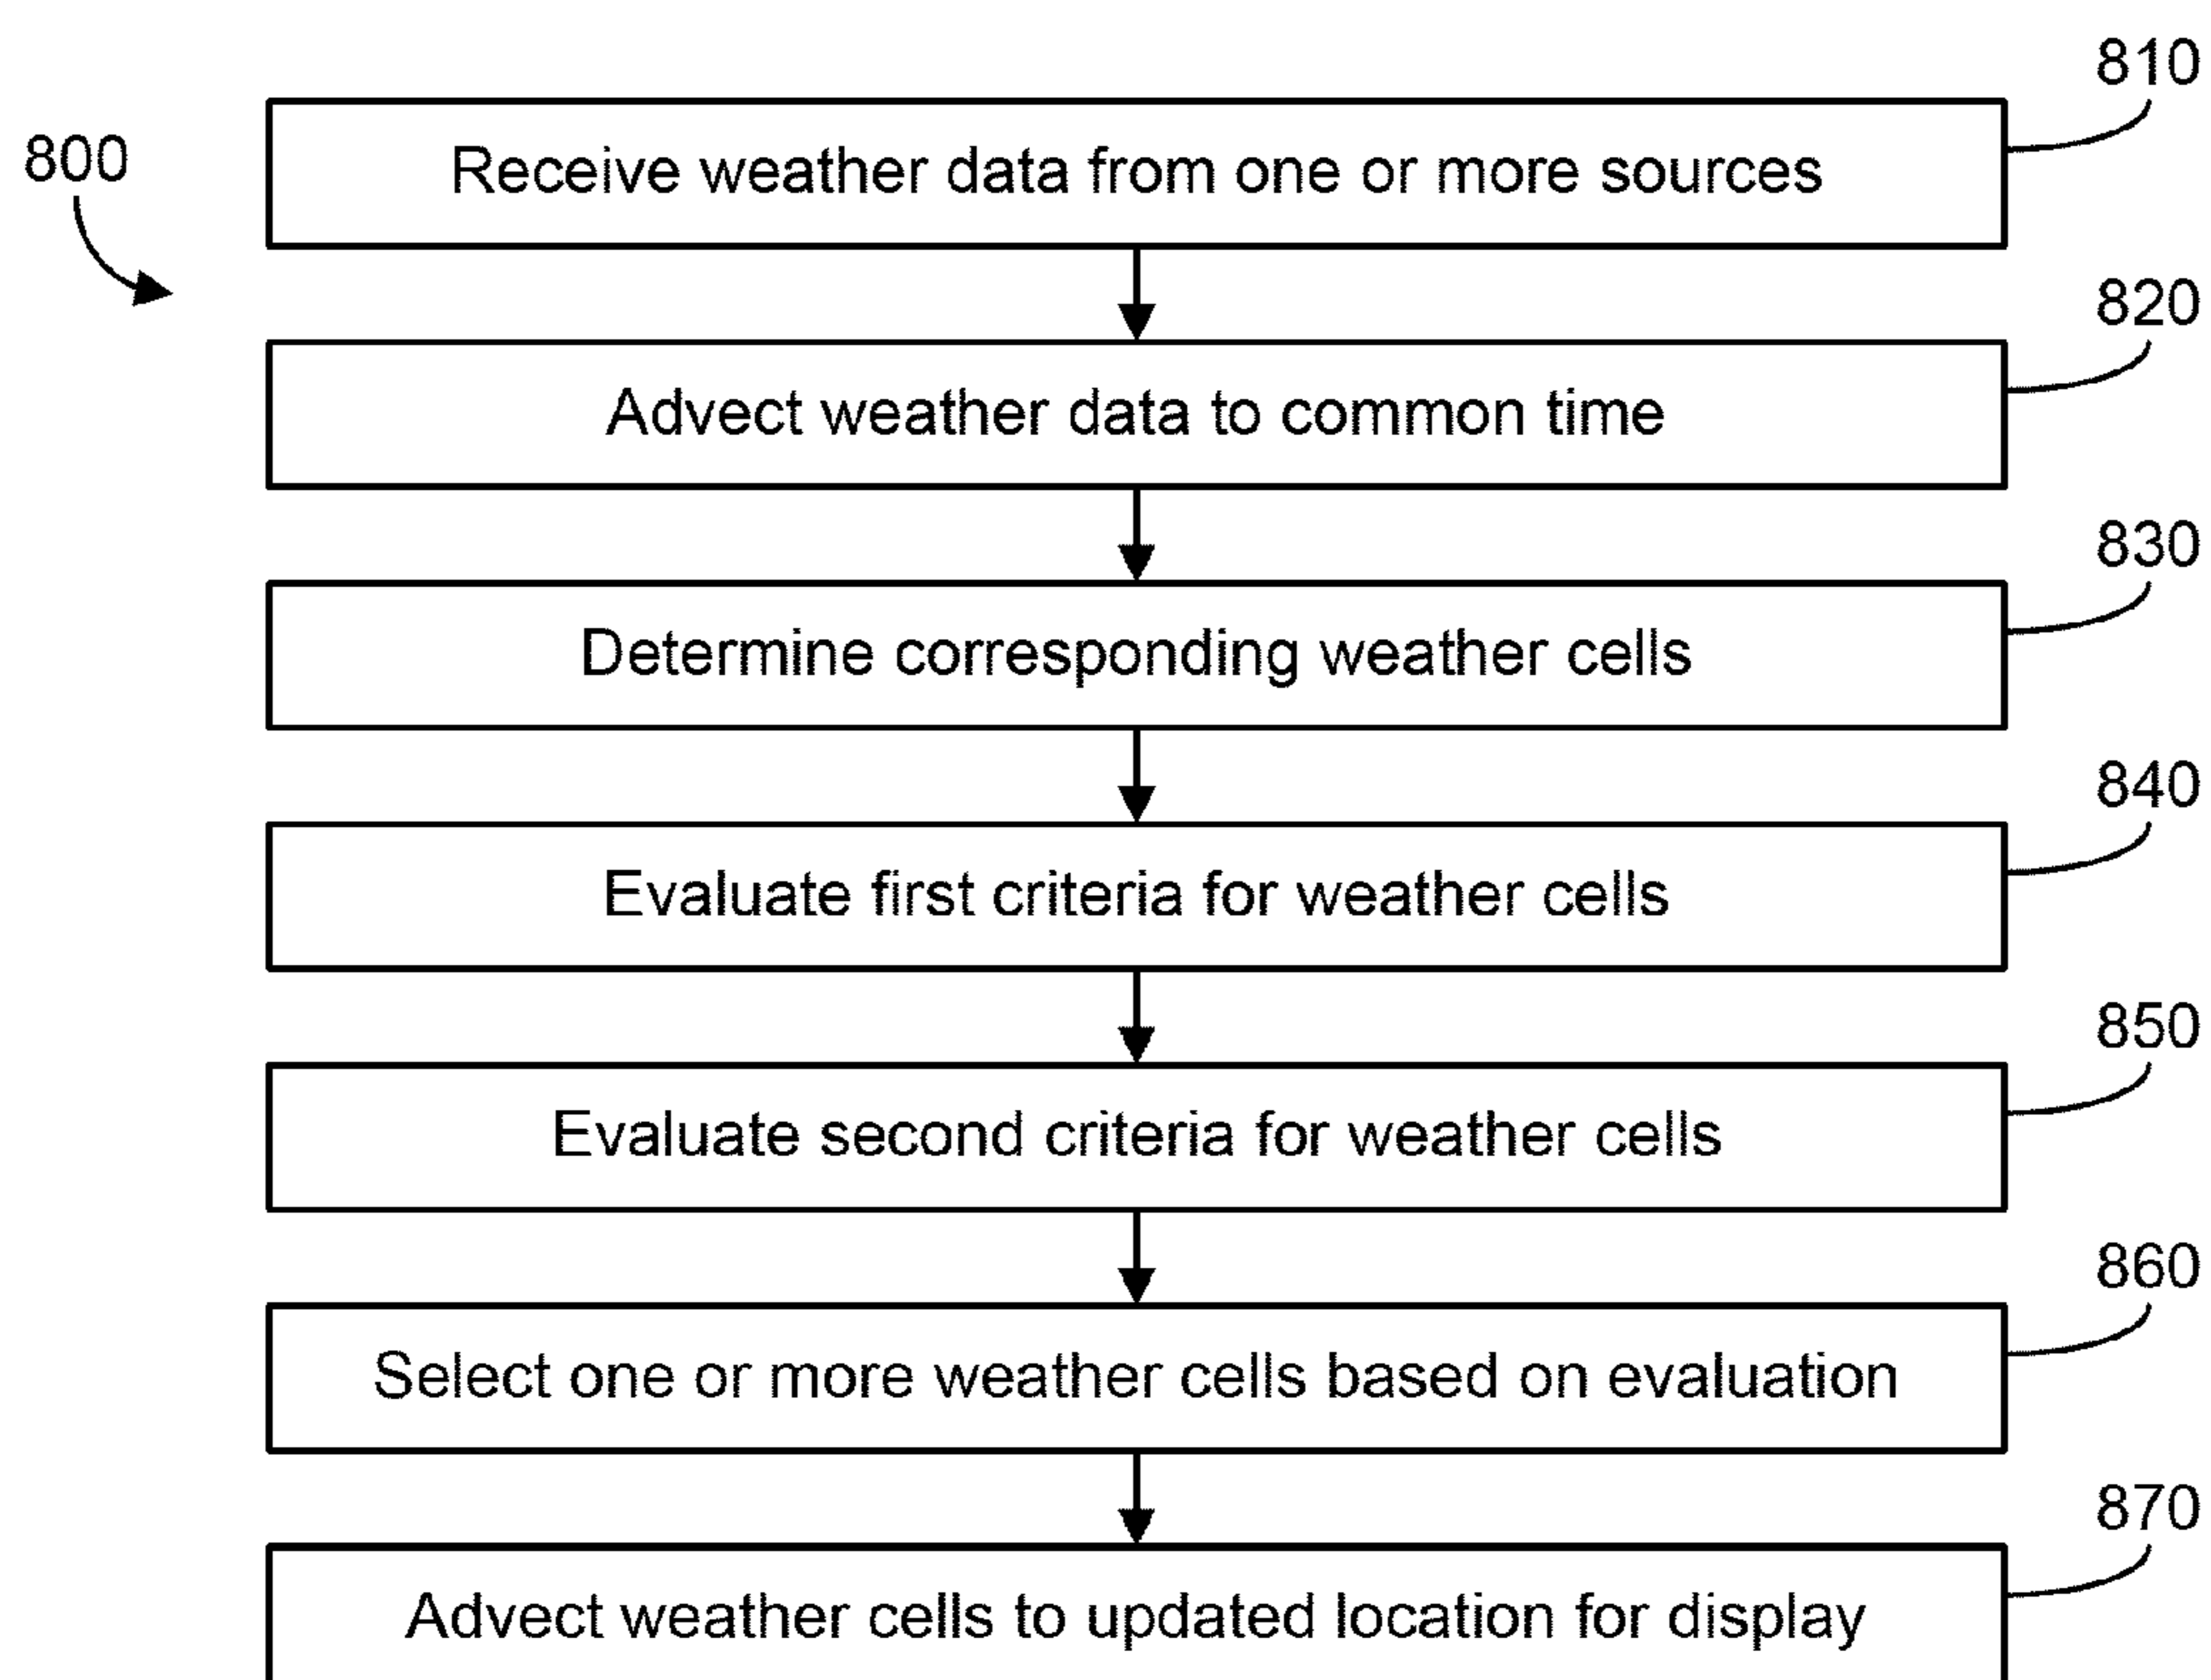 810
800
Receive weather data from one or more sources
820
Advect weather data to common time
830
Determine corresponding weather cells
840
Evaluate first criteria for weather cells
850
Evaluate second criteria for weather cells
860
Select one or more weather cells based on evaluation
870
Advect weather cells to updated location for display